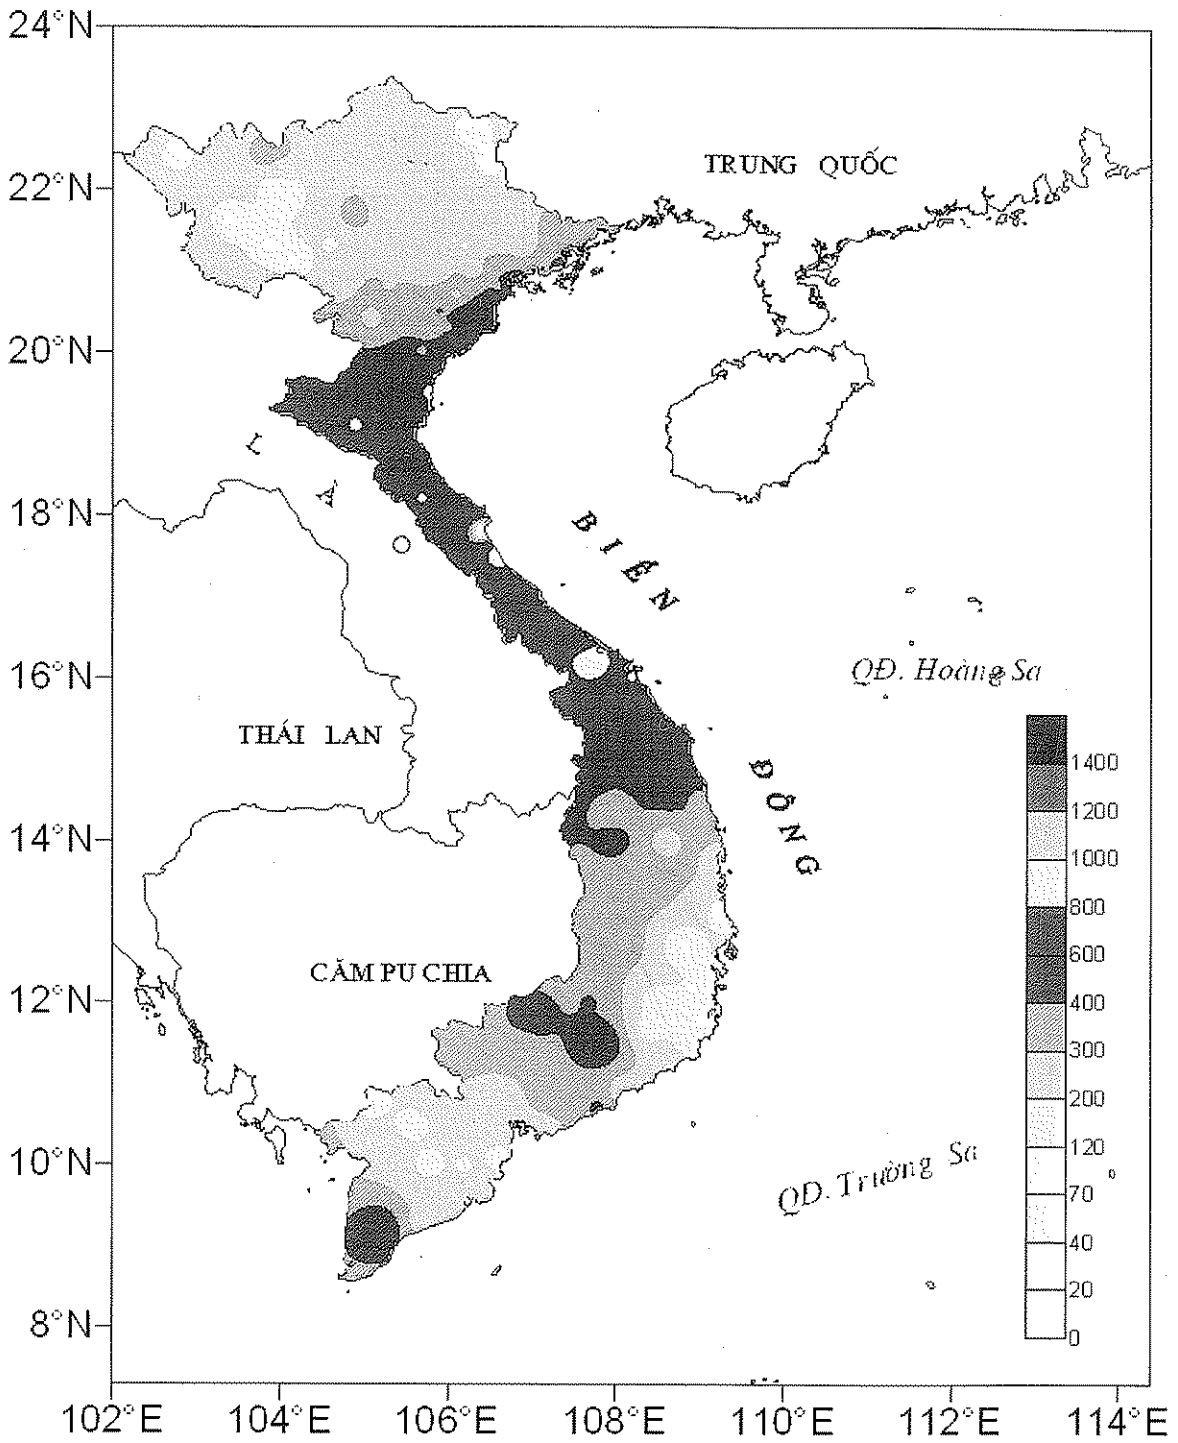 24°N
TRUNG QUỐC
22°N
20°N
L
A
O
18°N
BIỂN
16°N
QĐ. Hoàng Sa
THÁI LAN
ĐÔNG
1400
1200
14°N
1000
800
600
CĂM PU CHIA
12°N
400
300
200
10°N
120
QĐ. Trường Sa
70
40
20
8°N
0
102°E 104°E 106°E 108°E 110°E 112°E 114°E